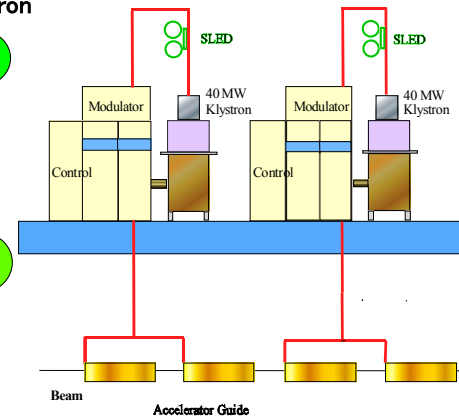 ron
SLED
SLED
40 MW
Klystron
40 MW
Klystron
Modulator
Modulator
Control
Control
Beam
Accelerator Guide